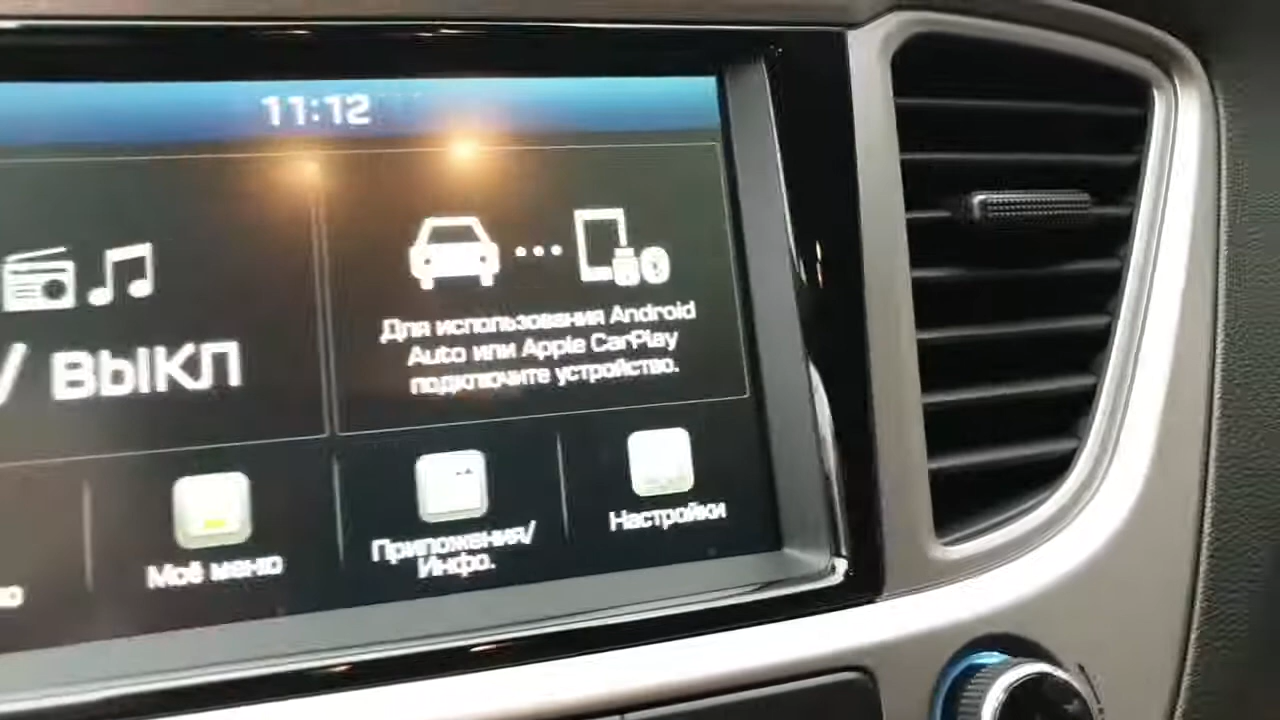 11:12
/ ВЫКЛ
Для использования Android
Auto или Apple CarPlay
подключите устройство.
Моё меню
Приложения/
Инфо.
Настройки